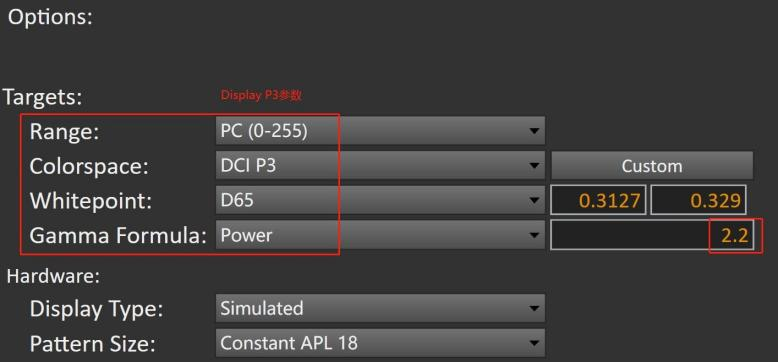 Options:
Targets:
Display P3参数
Range:
PC (0-255)
Colorspace:
DCI P3
Custom
Whitepoint:
D65
0.3127
0.329
Gamma Formula:
Power
2.2
Hardware:
Display Type:
Simulated
Pattern Size:
Constant APL 18